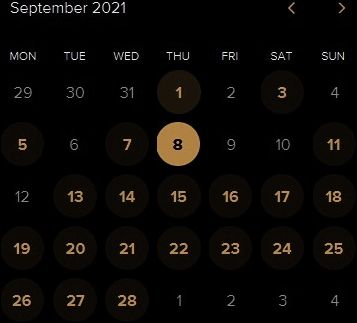 September 2021
MON TUE WED THU FRI SAT SUN
29 30 31 1 2 3 4
5 6 7 8 9 10 11
12 13 14 15 16 17 18
19 20 21 22 23 24 25
26 27 28 1 2 3 4